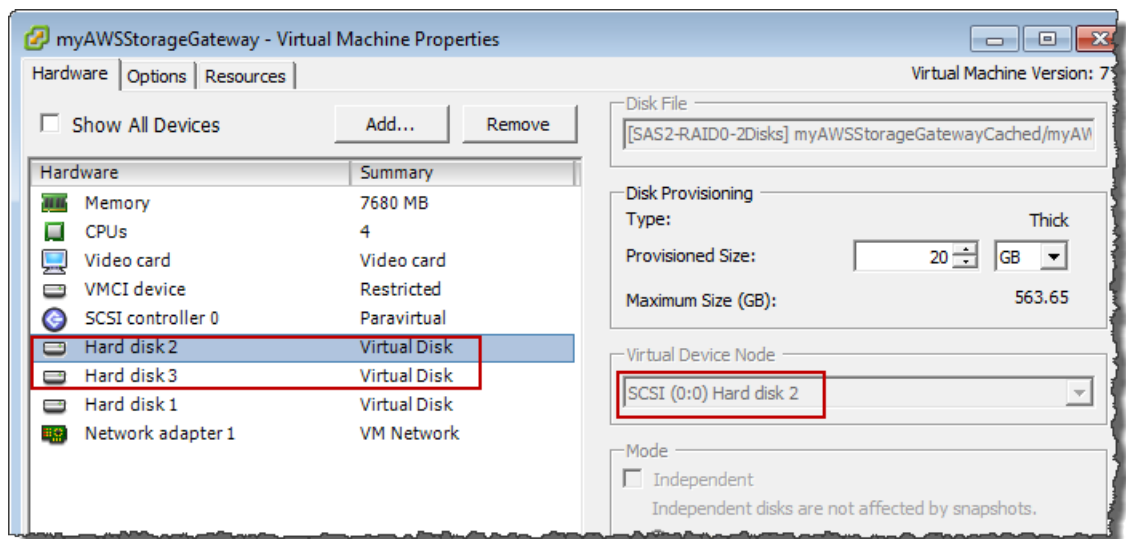 myAWSStorageGateway - Virtual Machine Properties
Hardware Options Resources
Virtual Machine Version: 7
Show All Devices
Add...
Remove
Hardware Summary
Memory 7680 MB
CPUs 4
Video card Video card
VMCI device Restricted
SCSI controller 0 Paravirtual
Hard disk 2 Virtual Disk
Hard disk 3 Virtual Disk
Hard disk 1 Virtual Disk
Network adapter 1 VM Network
Disk File
[SAS2-RAID0-2Disks] myAWSStorageGatewayCached/myAW
Disk Provisioning
Type: Thick
Provisioned Size: 20 GB
Maximum Size (GB): 563.65
Virtual Device Node
SCSI (0:0) Hard disk 2
Mode
Independent
Independent disks are not affected by snapshots.